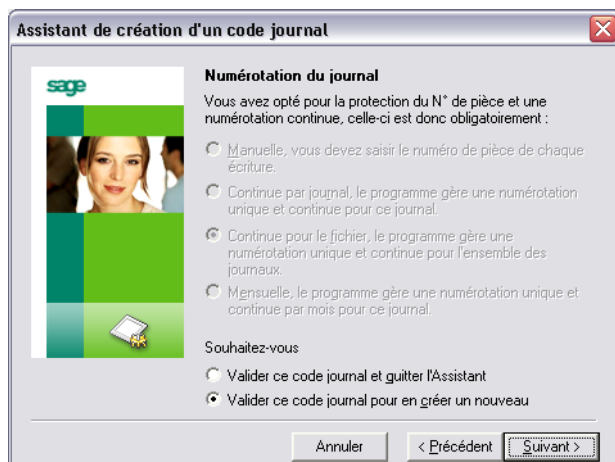 Assistant de création d'un code journal
sage
Numérotation du journal
Vous avez opté pour la protection du N° de pièce et une
numérotation continue, celle-ci est donc obligatoirement :
Manuelle, vous devez saisir le numéro de pièce de chaque
écriture.
Continue par journal, le programme gère une numérotation
unique et continue pour ce journal.
Continue pour le fichier, le programme gère une
numérotation unique et continue pour l'ensemble des
journaux.
Mensuelle, le programme gère une numérotation unique et
continue par mois pour ce journal.
Souhaitez-vous
Valider ce code journal et quitter l'Assistant
Valider ce code journal pour en créer un nouveau
Annuler < Précédent Suivant >